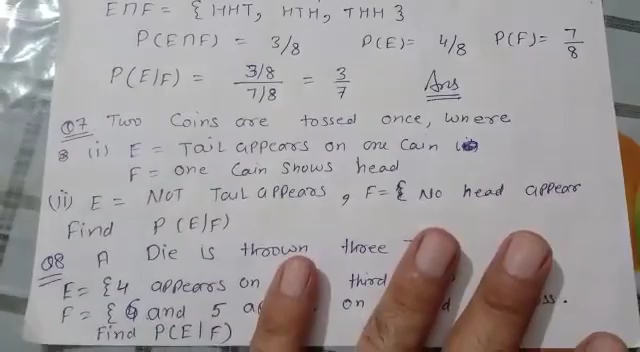 E∩F = { HHT, HTH, THH }
P(E∩F) = 3/8 P(E) = 4/8 P(F) = 7/8
P(E/F) = 3/8 / 7/8 = 3/7 Ans
Q7 Two Coins are tossed once, where
(i) E = Tail appears on one Coin
F = one Coin shows head
(ii) E = Not Tail appears, F = { No head appear
Find P(E/F)
Q8 A Die is thrown three
E = {4 appears on third
F = {6 and 5 on
Find P(E/F)